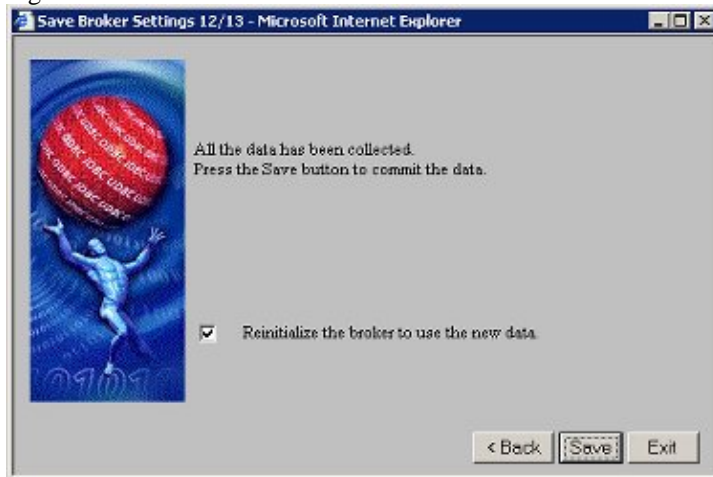 Save Broker Settings 12/13 - Microsoft Internet Explorer
All the data has been collected.
Press the Save button to commit the data.
Reinitialize the broker to use the new data.
< Back
Save
Exit